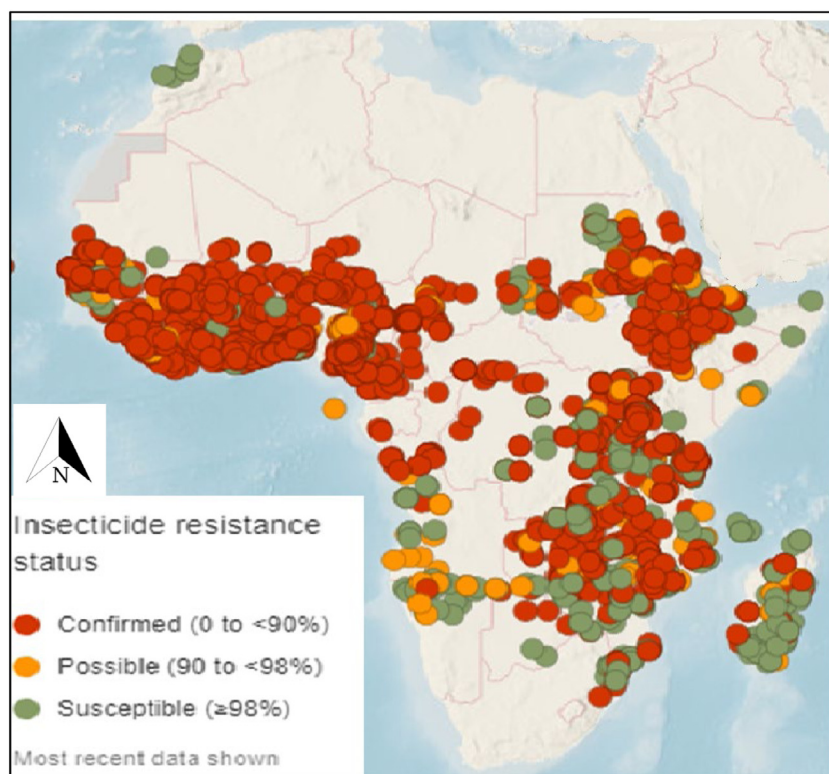 N
Insecticide resistance
status
Confirmed (0 to <90%)
Possible (90 to <98%)
Susceptible (≥98%)
Most recent data shown